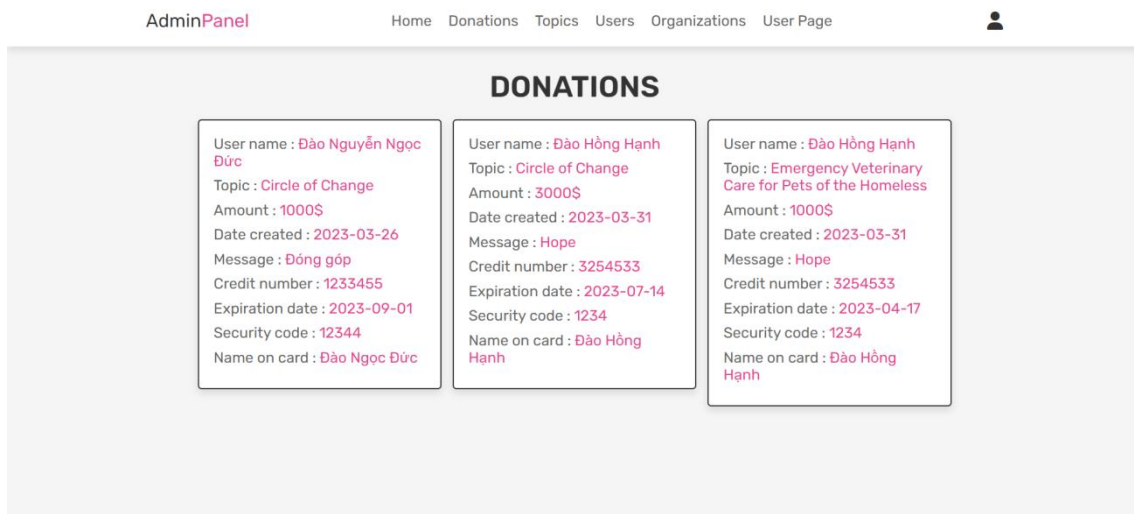 AdminPanel
Home Donations Topics Users Organizations User Page
DONATIONS
User name : Đào Nguyễn Ngọc
Đức
Topic : Circle of Change
Amount : 1000$
Date created : 2023-03-26
Message : Đóng góp
Credit number : 1233455
Expiration date : 2023-09-01
Security code : 12344
Name on card : Đào Ngọc Đức
User name : Đào Hồng Hạnh
Topic : Circle of Change
Amount : 3000$
Date created : 2023-03-31
Message : Hope
Credit number : 3254533
Expiration date : 2023-07-14
Security code : 1234
Name on card : Đào Hồng
Hạnh
User name : Đào Hồng Hạnh
Topic : Emergency Veterinary
Care for Pets of the Homeless
Amount : 1000$
Date created : 2023-03-31
Message : Hope
Credit number : 3254533
Expiration date : 2023-04-17
Security code : 1234
Name on card : Đào Hồng
Hạnh